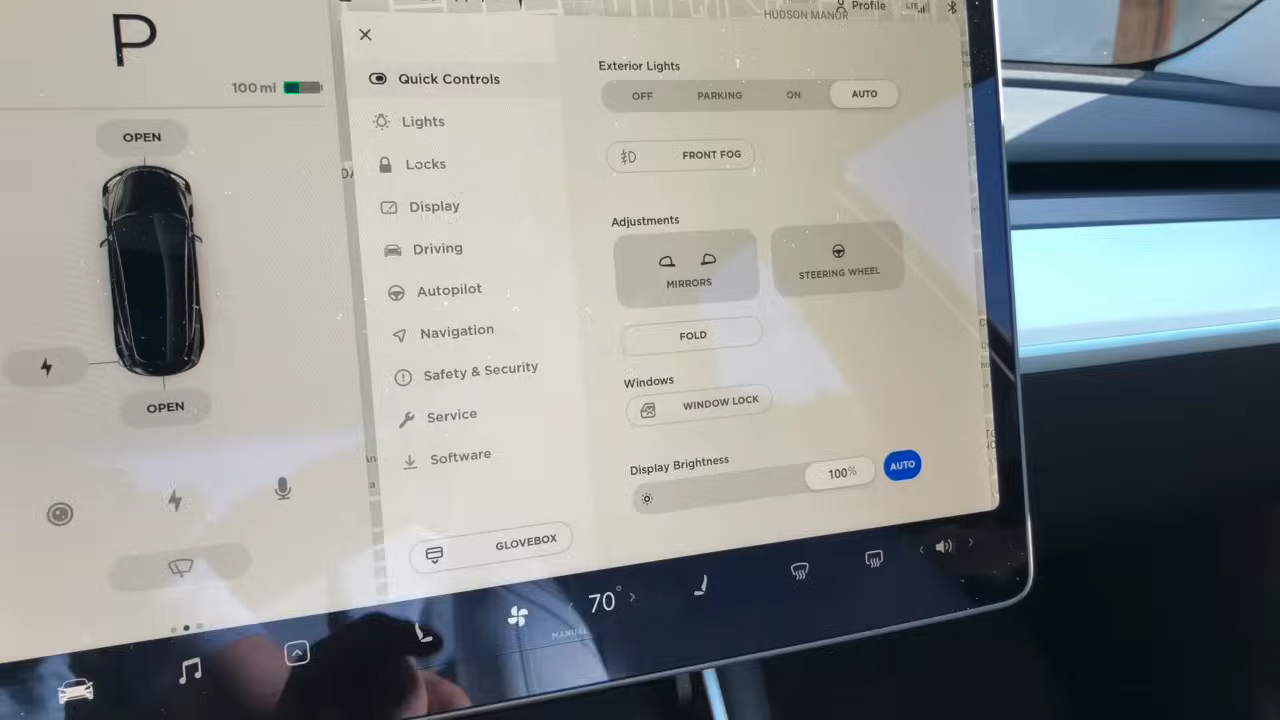 P
100 mi
OPEN
OPEN
HUDSON MANOR
Profile
LTE
Quick Controls
Lights
Locks
Display
Driving
Autopilot
Navigation
Safety & Security
Service
Software
GLOVEBOX
Exterior Lights
OFF
PARKING
ON
AUTO
FRONT FOG
Adjustments
MIRRORS
STEERING WHEEL
FOLD
Windows
WINDOW LOCK
Display Brightness
100%
AUTO
MANUAL
70°